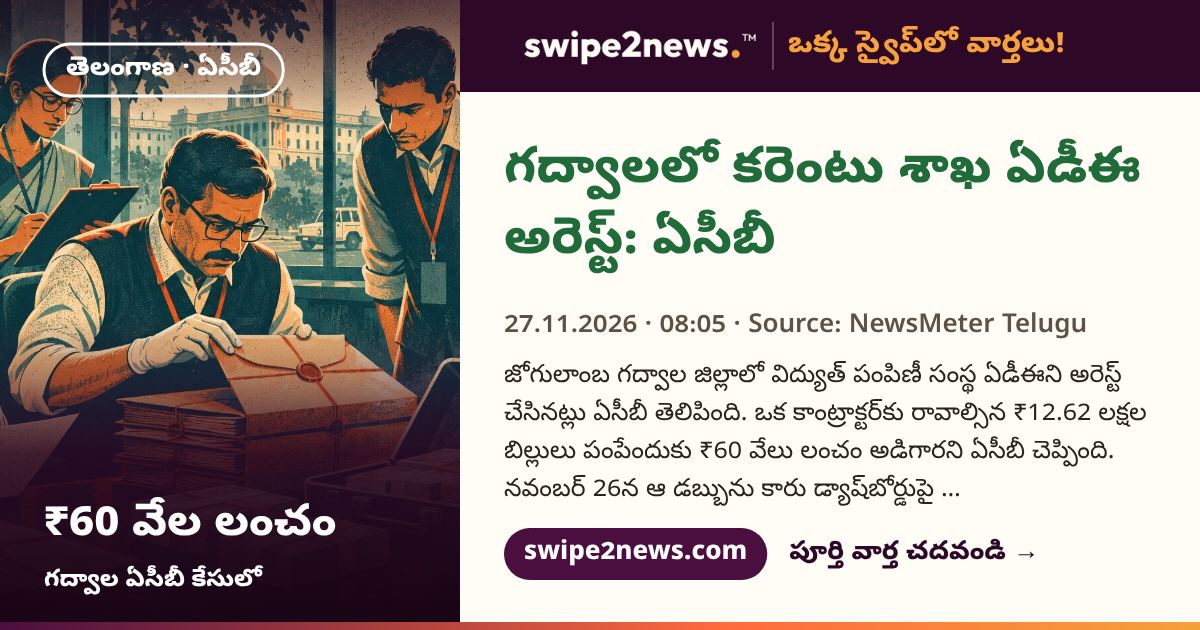 తెలంగాణ · ఏసీబీ
swipe2news.™ | ఒక్క స్వైప్‌లో వార్తలు!
గద్వాలలో కరెంటు శాఖ ఏడీఈ
అరెస్ట్: ఏసీబీ
27.11.2026 · 08:05 · Source: NewsMeter Telugu
జోగులాంబ గద్వాల జిల్లాలో విద్యుత్ పంపిణీ సంస్థ ఏడీఈని అరెస్ట్
చేసినట్లు ఏసీబీ తెలిపింది. ఒక కాంట్రాక్టర్‌కు రావాల్సిన ₹12.62 లక్షల
బిల్లులు పంపేందుకు ₹60 వేలు లంచం అడిగారని ఏసీబీ చెప్పింది.
నవంబర్ 26న ఆ డబ్బును కారు డ్యాష్‌బోర్డుపై ...
₹60 వేల లంచం
గద్వాల ఏసీబీ కేసులో
swipe2news.com పూర్తి వార్త చదవండి →